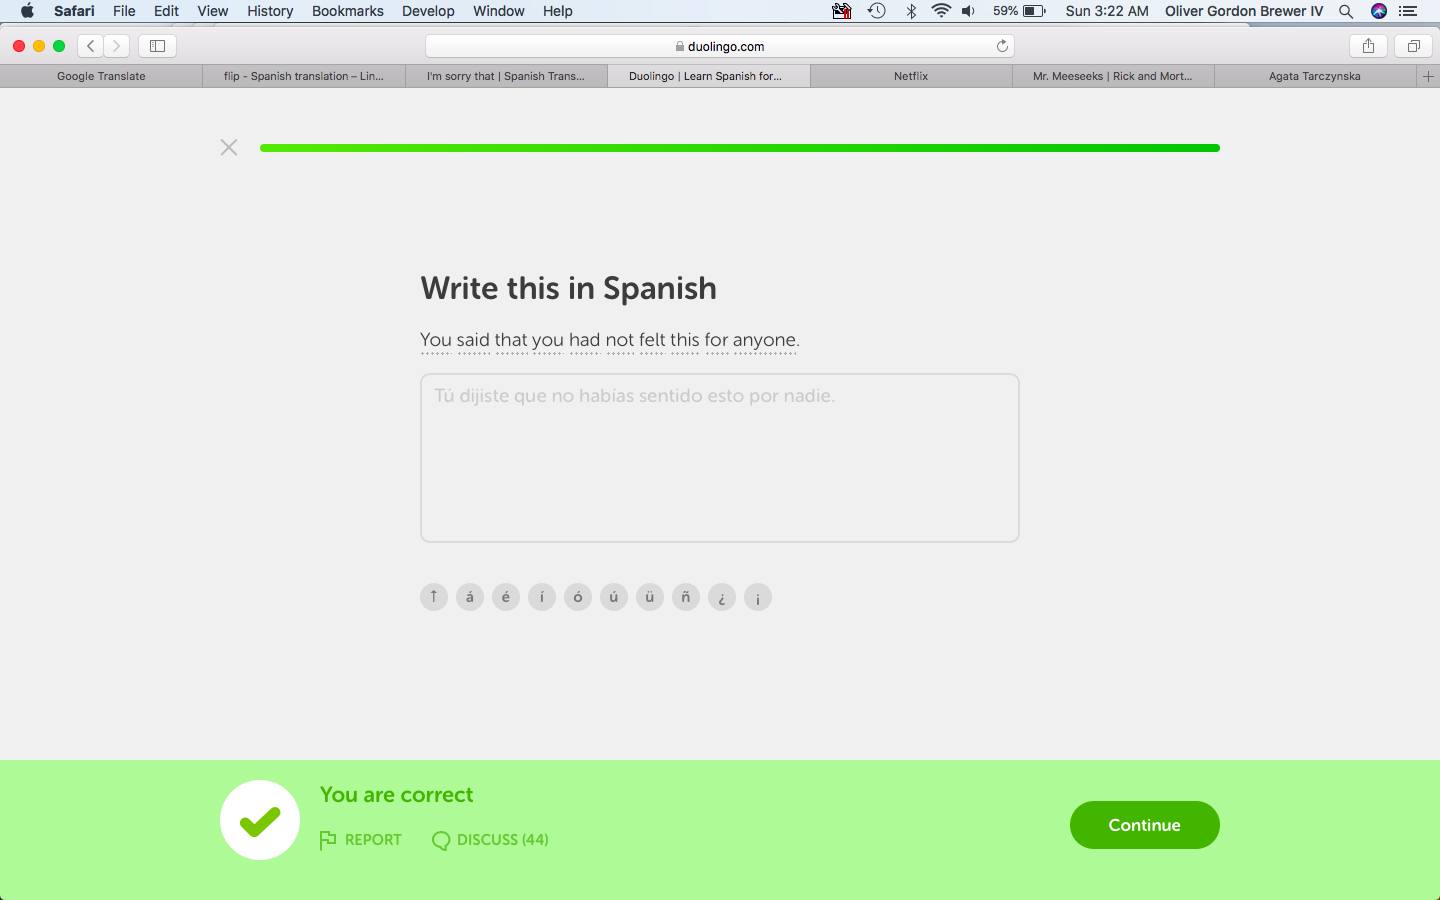 Safari File Edit View History Bookmarks Develop Window Help 59% Sun 3:22 AM Oliver Gordon Brewer IV
duolingo.com
Google Translate flip - Spanish translation – Lin... I'm sorry that | Spanish Trans... Duolingo | Learn Spanish for... Netflix Mr. Meeseeks | Rick and Mort... Agata Tarczynska
Write this in Spanish
You said that you had not felt this for anyone.
Tú dijiste que no habías sentido esto por nadie.
↑ á é í ó ú ü ñ ¿ ¡
You are correct
REPORT DISCUSS (44)
Continue